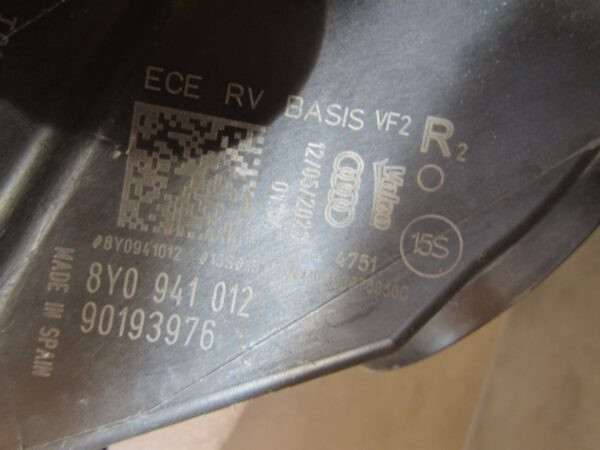 ECE RV BASIS VF2 R2
12/05/2023
Valeo
4751
15S
#8Y0941012
8Y0 941 012
90193976
MADE IN SPAIN